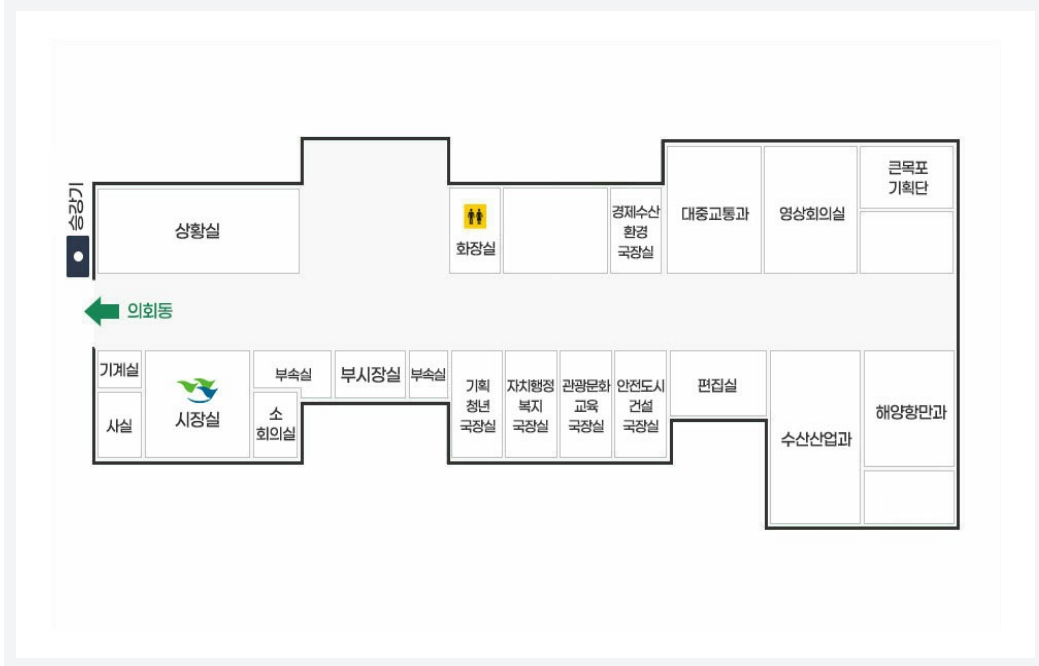 승강기
상황실
화장실
경제수산
환경
국장실
대중교통과
영상회의실
큰목포
기획단
의회동
기계실
사실
시장실
부속실
소
회의실
부시장실
부속실
기획
청년
국장실
자치행정
복지
국장실
관광문화
교육
국장실
안전도시
건설
국장실
편집실
수산산업과
해양항만과